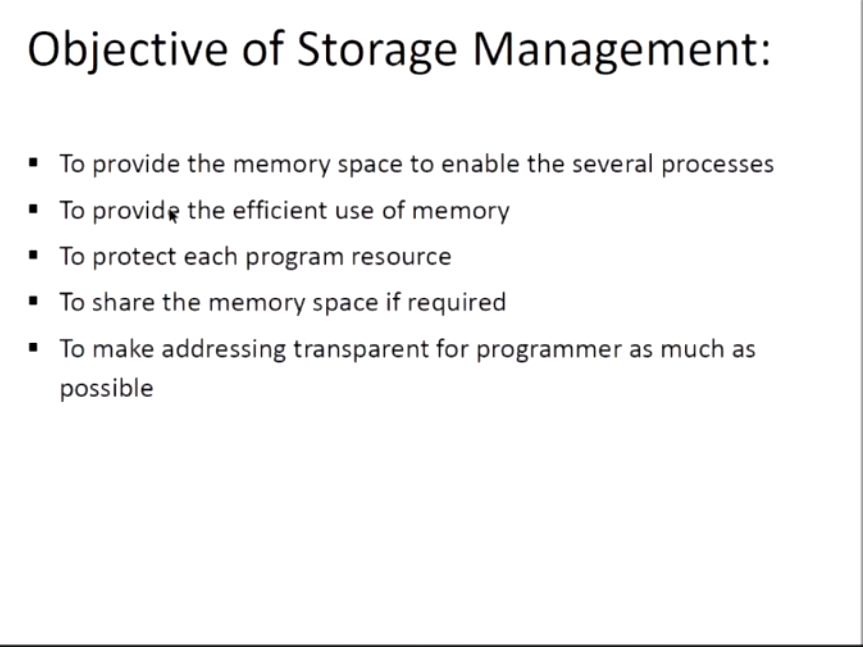 Objective of Storage Management:
▪ To provide the memory space to enable the several processes
▪ To provide the efficient use of memory
▪ To protect each program resource
▪ To share the memory space if required
▪ To make addressing transparent for programmer as much as
possible